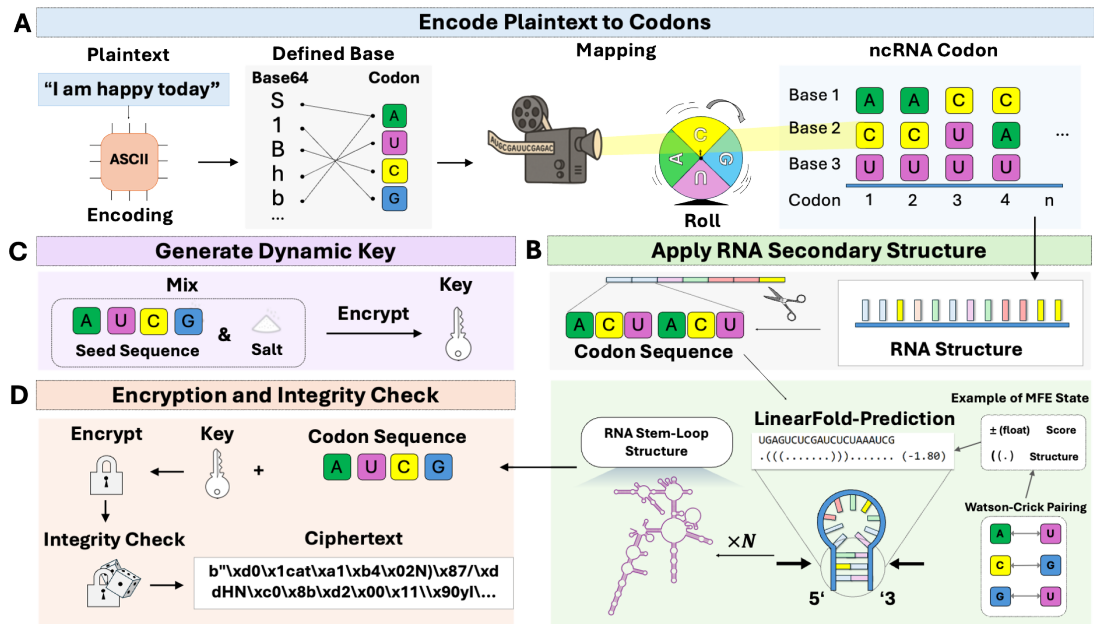 A
Encode Plaintext to Codons
Plaintext
“I am happy today”
ASCII
Encoding
Defined Base
Base64
Codon
S
1
B
h
b
...
A
U
C
G
Mapping
AUGCGAUUCGAGAC
C
G
U
A
Roll
ncRNA Codon
Base 1
A A C C
Base 2
C C U A
...
Base 3
U U U U
Codon 1 2 3 4 n
C
Generate Dynamic Key
Mix
A U C G
&
Seed Sequence
Salt
Encrypt
Key
B
Apply RNA Secondary Structure
A C U A C U
Codon Sequence
RNA Structure
RNA Stem-Loop
Structure
LinearFold-Prediction
UGAGUCUCGAUCUCUAAAUCG
.(((.......)))....... (-1.80)
Example of MFE State
± (float) Score
((.) Structure
Watson-Crick Pairing
A U
C G
G U
×N
5‘ ‘3
D
Encryption and Integrity Check
Encrypt
Key
+
Codon Sequence
A U C G
Integrity Check
Ciphertext
b"\xd0\x1cat\xa1\xb4\x02N)\x87/\xd
dHN\xc0\x8b\xd2\x00\x11\\x90yl\...